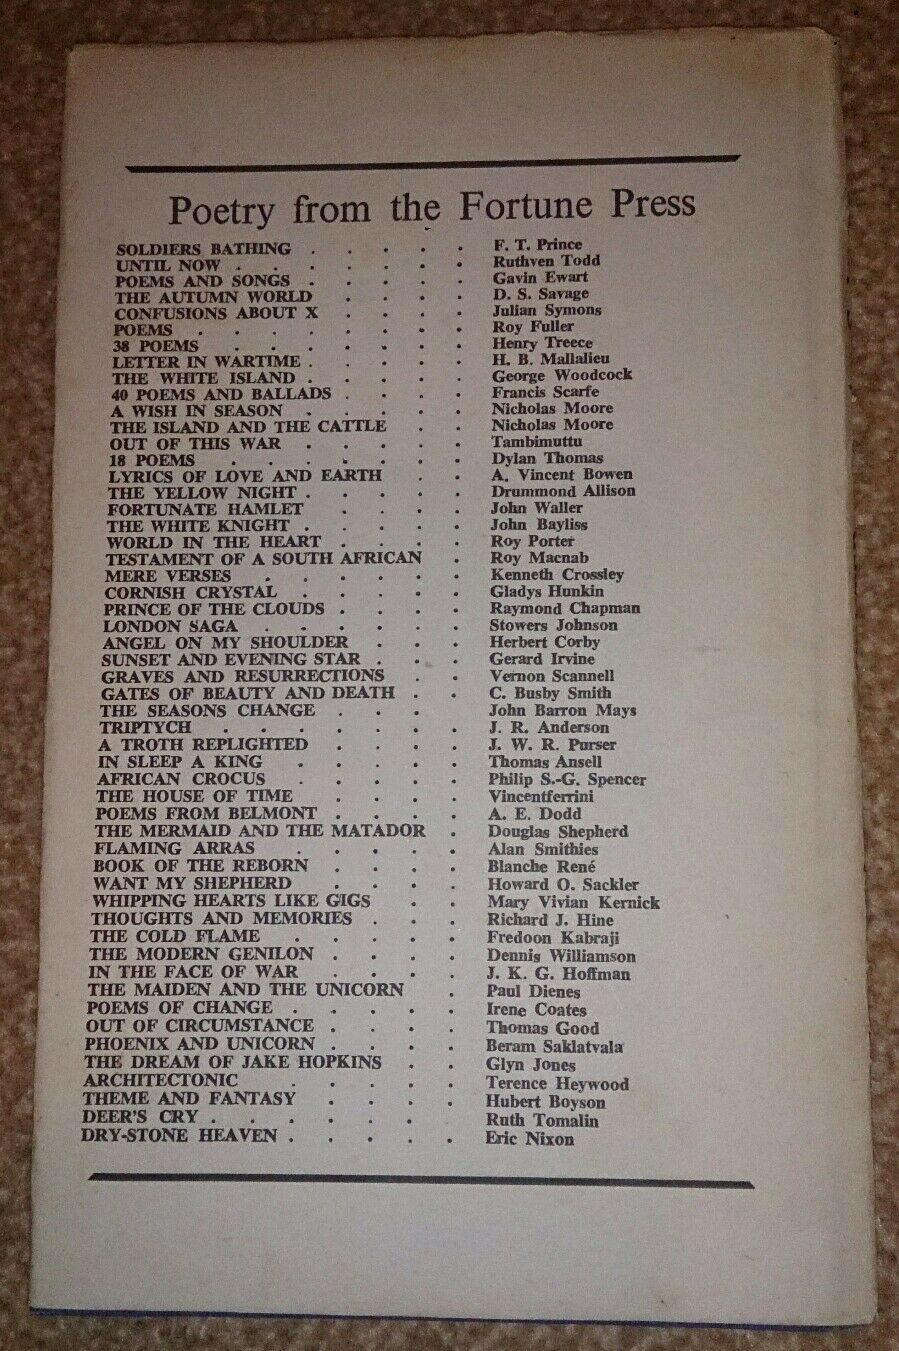 Poetry from the Fortune Press
SOLDIERS BATHING . . . . . F. T. Prince
UNTIL NOW . . . . . . . Ruthven Todd
POEMS AND SONGS . . . . . Gavin Ewart
THE AUTUMN WORLD . . . . D. S. Savage
CONFUSIONS ABOUT X . . . . Julian Symons
POEMS . . . . . . . . Roy Fuller
38 POEMS . . . . . . . Henry Treece
LETTER IN WARTIME . . . . . H. B. Mallalieu
THE WHITE ISLAND . . . . . George Woodcock
40 POEMS AND BALLADS . . . . Francis Scarfe
A WISH IN SEASON . . . . . Nicholas Moore
THE ISLAND AND THE CATTLE . . Nicholas Moore
OUT OF THIS WAR . . . . . Tambimuttu
18 POEMS . . . . . . . Dylan Thomas
LYRICS OF LOVE AND EARTH . . A. Vincent Bowen
THE YELLOW NIGHT . . . . . Drummond Allison
FORTUNATE HAMLET . . . . John Waller
THE WHITE KNIGHT . . . . . John Bayliss
WORLD IN THE HEART . . . . Roy Porter
TESTAMENT OF A SOUTH AFRICAN . Roy Macnab
MERE VERSES . . . . . . Kenneth Crossley
CORNISH CRYSTAL . . . . . Gladys Hunkin
PRINCE OF THE CLOUDS . . . . Raymond Chapman
LONDON SAGA . . . . . . Stowers Johnson
ANGEL ON MY SHOULDER . . . Herbert Corby
SUNSET AND EVENING STAR . . . Gerard Irvine
GRAVES AND RESURRECTIONS . . Vernon Scannell
GATES OF BEAUTY AND DEATH . . C. Busby Smith
THE SEASONS CHANGE . . . John Barron Mays
TRIPTYCH . . . . . . . J. R. Anderson
A TROTH REPLIGHTED . . . . J. W. R. Purser
IN SLEEP A KING . . . . . Thomas Ansell
AFRICAN CROCUS . . . . . Philip S.-G. Spencer
THE HOUSE OF TIME . . . . Vincentferrini
POEMS FROM BELMONT . . . . A. E. Dodd
THE MERMAID AND THE MATADOR . Douglas Shepherd
FLAMING ARRAS . . . . . Alan Smithies
BOOK OF THE REBORN . . . . Blanche René
WANT MY SHEPHERD . . . . Howard O. Sackler
WHIPPING HEARTS LIKE GIGS . . Mary Vivian Kernick
THOUGHTS AND MEMORIES . . . Richard J. Hine
THE COLD FLAME . . . . . Fredoon Kabraji
THE MODERN GENILON . . . . Dennis Williamson
IN THE FACE OF WAR . . . . J. K. G. Hoffman
THE MAIDEN AND THE UNICORN . Paul Dienes
POEMS OF CHANGE . . . . . Irene Coates
OUT OF CIRCUMSTANCE . . . . Thomas Good
PHOENIX AND UNICORN . . . . Beram Saklatvala
THE DREAM OF JAKE HOPKINS . . Glyn Jones
ARCHITECTONIC . . . . . Terence Heywood
THEME AND FANTASY . . . . Hubert Boyson
DEER'S CRY . . . . . . Ruth Tomalin
DRY-STONE HEAVEN . . . . . Eric Nixon